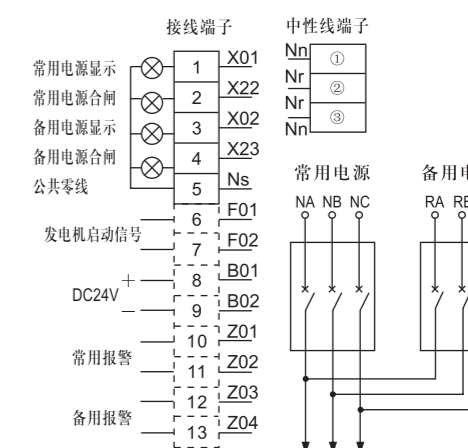 接线端子 中性线端子
常用电源显示 1 X01
常用电源合闸 2 X22
备用电源显示 3 X02
备用电源合闸 4 X23
公共零线 5 Ns
6 F01
发电机启动信号
7 F02
+ 8 B01
DC24V
− 9 B02
10 Z01
常用报警
11 Z02
12 Z03
备用报警
13 Z04
Nn ①
Nr ②
Nr
Nn ③
常用电源 备用
NA NB NC RA